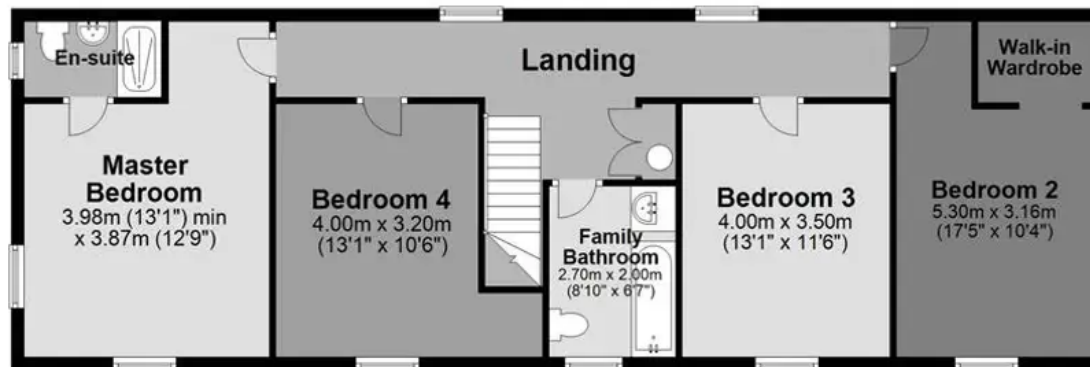 En-suite
Landing
Walk-in
Wardrobe
Master
Bedroom
3.98m (13'1") min
x 3.87m (12'9")
Bedroom 4
4.00m x 3.20m
(13'1" x 10'6")
Family
Bathroom
2.70m x 2.00m
(8'10" x 6'7")
Bedroom 3
4.00m x 3.50m
(13'1" x 11'6")
Bedroom 2
5.30m x 3.16m
(17'5" x 10'4")